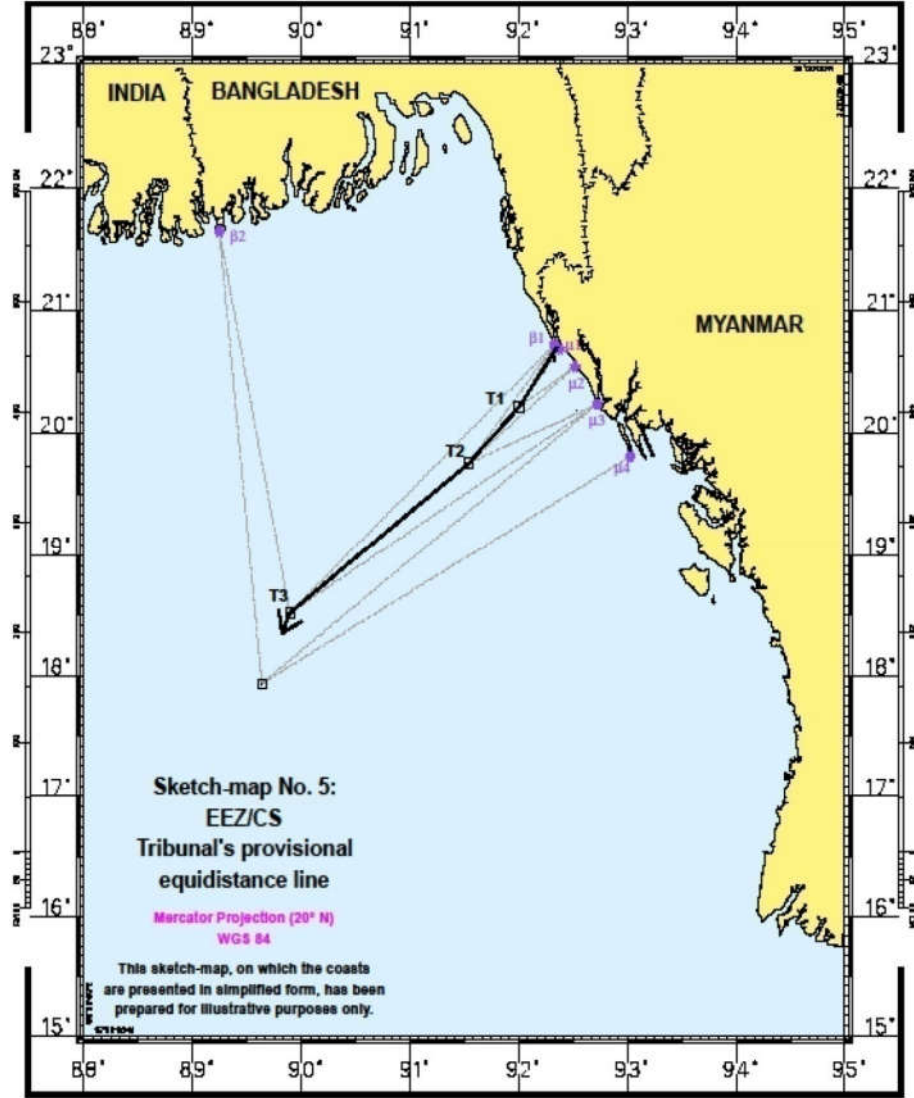 88° 89° 90° 91° 92° 93° 94° 95°
23° 23°
INDIA BANGLADESH
22° 22°
β2
21° 21°
MYANMAR
β1 μ1
μ2
T1
20° μ3 20°
T2
μ4
19° 19°
T3
18° 18°
17° 17°
Sketch-map No. 5:
EEZ/CS
Tribunal's provisional
equidistance line
16° 16°
Mercator Projection (20° N)
WGS 84
This sketch-map, on which the coasts
are presented in simplified form, has been
prepared for illustrative purposes only.
15° 15°
88° 89° 90° 91° 92° 93° 94° 95°